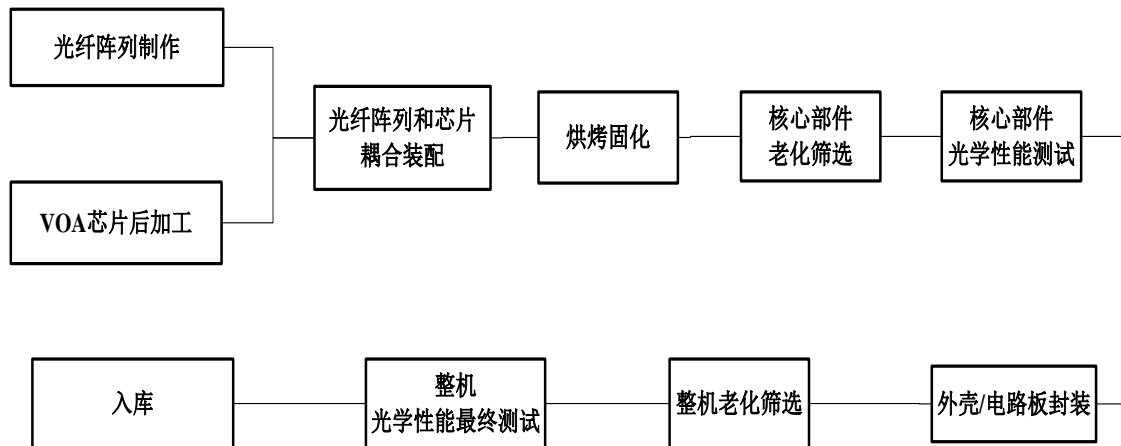 光纤阵列制作
VOA芯片后加工
光纤阵列和芯片
耦合装配
烘烤固化
核心部件
老化筛选
核心部件
光学性能测试
外壳/电路板封装
整机老化筛选
整机
光学性能最终测试
入库